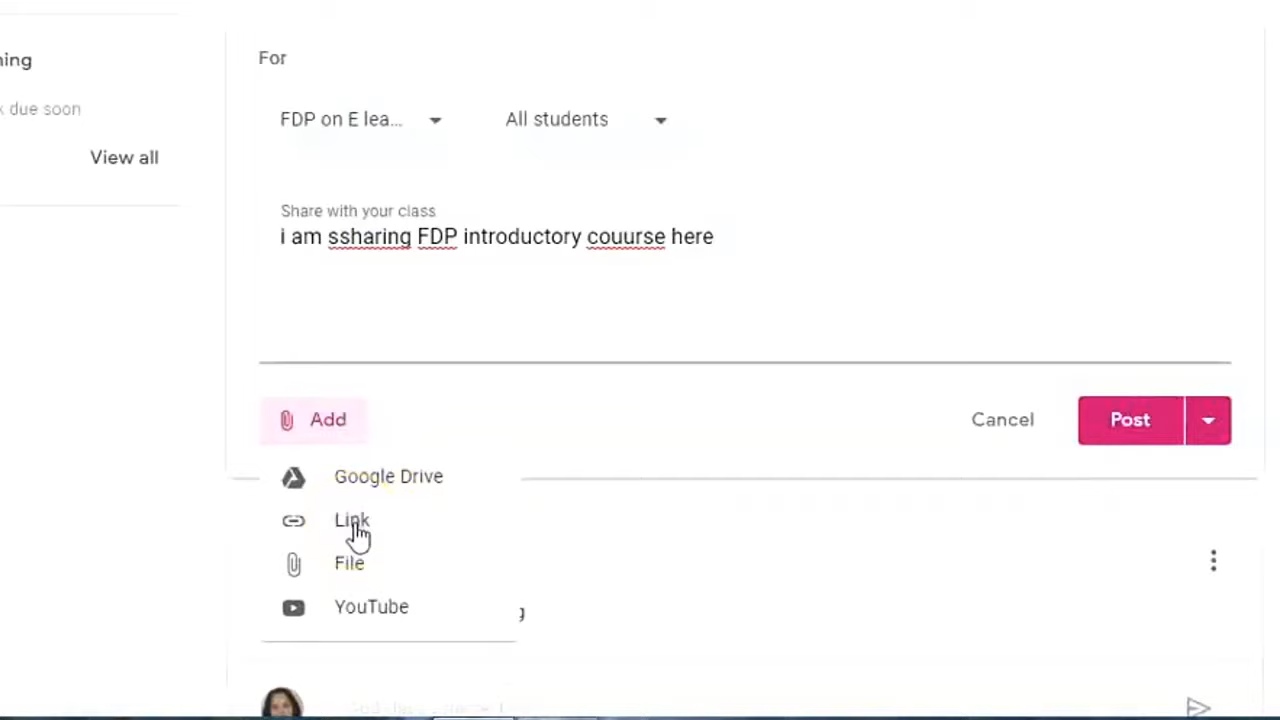 ning
For
FDP on E lea... All students
k due soon
View all
Share with your class
i am ssharing FDP introductory couurse here
Add
Cancel
Post
Google Drive
Link
File
YouTube
g